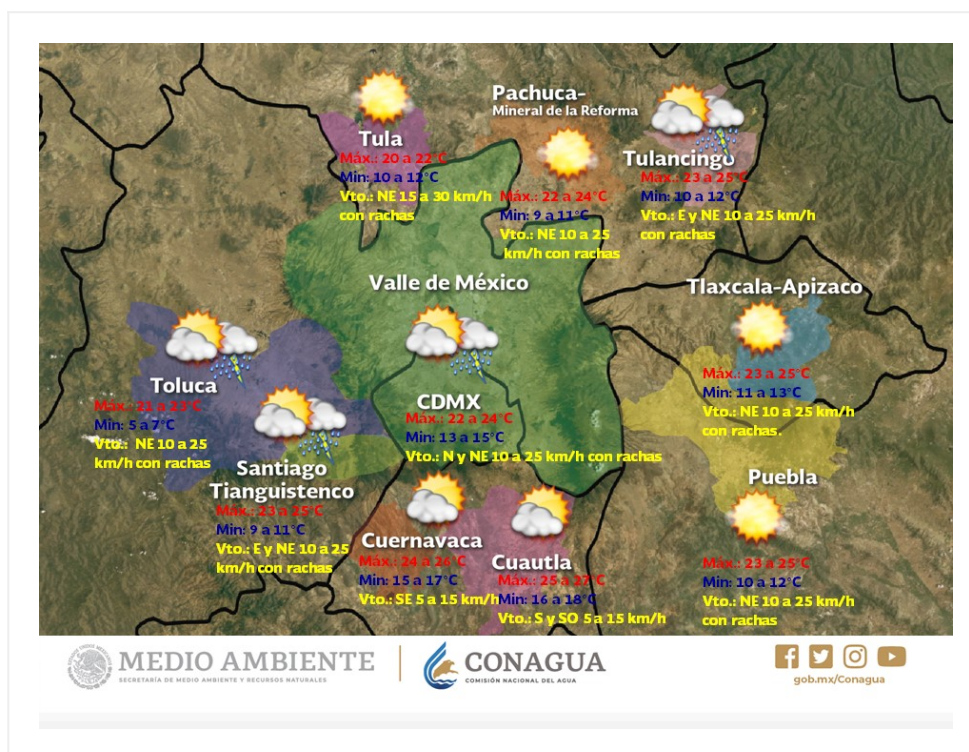 Tula
Máx.: 20 a 22°C
Min: 10 a 12°C
Vto.: NE 15 a 30 km/h
con rachas
Pachuca-
Mineral de la Reforma
Máx.: 22 a 24°C
Min: 9 a 11°C
Vto.: NE 10 a 25
km/h con rachas
Tulancingo
Máx.: 23 a 25°C
Min: 10 a 12°C
Vto.: E y NE 10 a 25 km/h
con rachas
Valle de México
CDMX
Máx.: 22 a 24°C
Min: 13 a 15°C
Vto.: N y NE 10 a 25 km/h con rachas
Tlaxcala-Apizaco
Máx.: 23 a 25°C
Min: 11 a 13°C
Vto.: NE 10 a 25 km/h
con rachas.
Toluca
Máx.: 21 a 23°C
Min: 5 a 7°C
Vto.: NE 10 a 25
km/h con rachas
Santiago
Tianguistenco
Máx.: 23 a 25°C
Min: 9 a 11°C
Vto.: E y NE 10 a 25
km/h con rachas
Cuernavaca
Máx.: 24 a 26°C
Min: 15 a 17°C
Vto.: SE 5 a 15 km/h
Cuautla
Máx.: 25 a 27°C
Min: 16 a 18°C
Vto.: S y SO 5 a 15 km/h
Puebla
Máx.: 23 a 25°C
Min: 10 a 12°C
Vto.: NE 10 a 25 km/h
con rachas
MEDIO AMBIENTE
SECRETARÍA DE MEDIO AMBIENTE Y RECURSOS NATURALES
CONAGUA
COMISIÓN NACIONAL DEL AGUA
gob.mx/Conagua